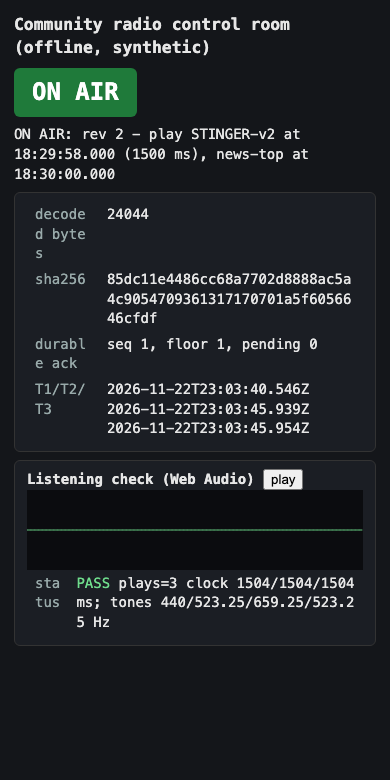 Community radio control room
(offline, synthetic)
ON AIR
ON AIR: rev 2 – play STINGER-v2 at
18:29:58.000 (1500 ms), news-top at
18:30:00.000
decode
d byte
s
24044
sha256
85dc11e4486cc68a7702d8888ac5a
4c9054709361317170701a5f60566
46cfdf
durabl
e ack
seq 1, floor 1, pending 0
T1/T2/
T3
2026-11-22T23:03:40.546Z
2026-11-22T23:03:45.939Z
2026-11-22T23:03:45.954Z
Listening check (Web Audio) play
sta
tus
PASS plays=3 clock 1504/1504/1504
ms; tones 440/523.25/659.25/523.2
5 Hz